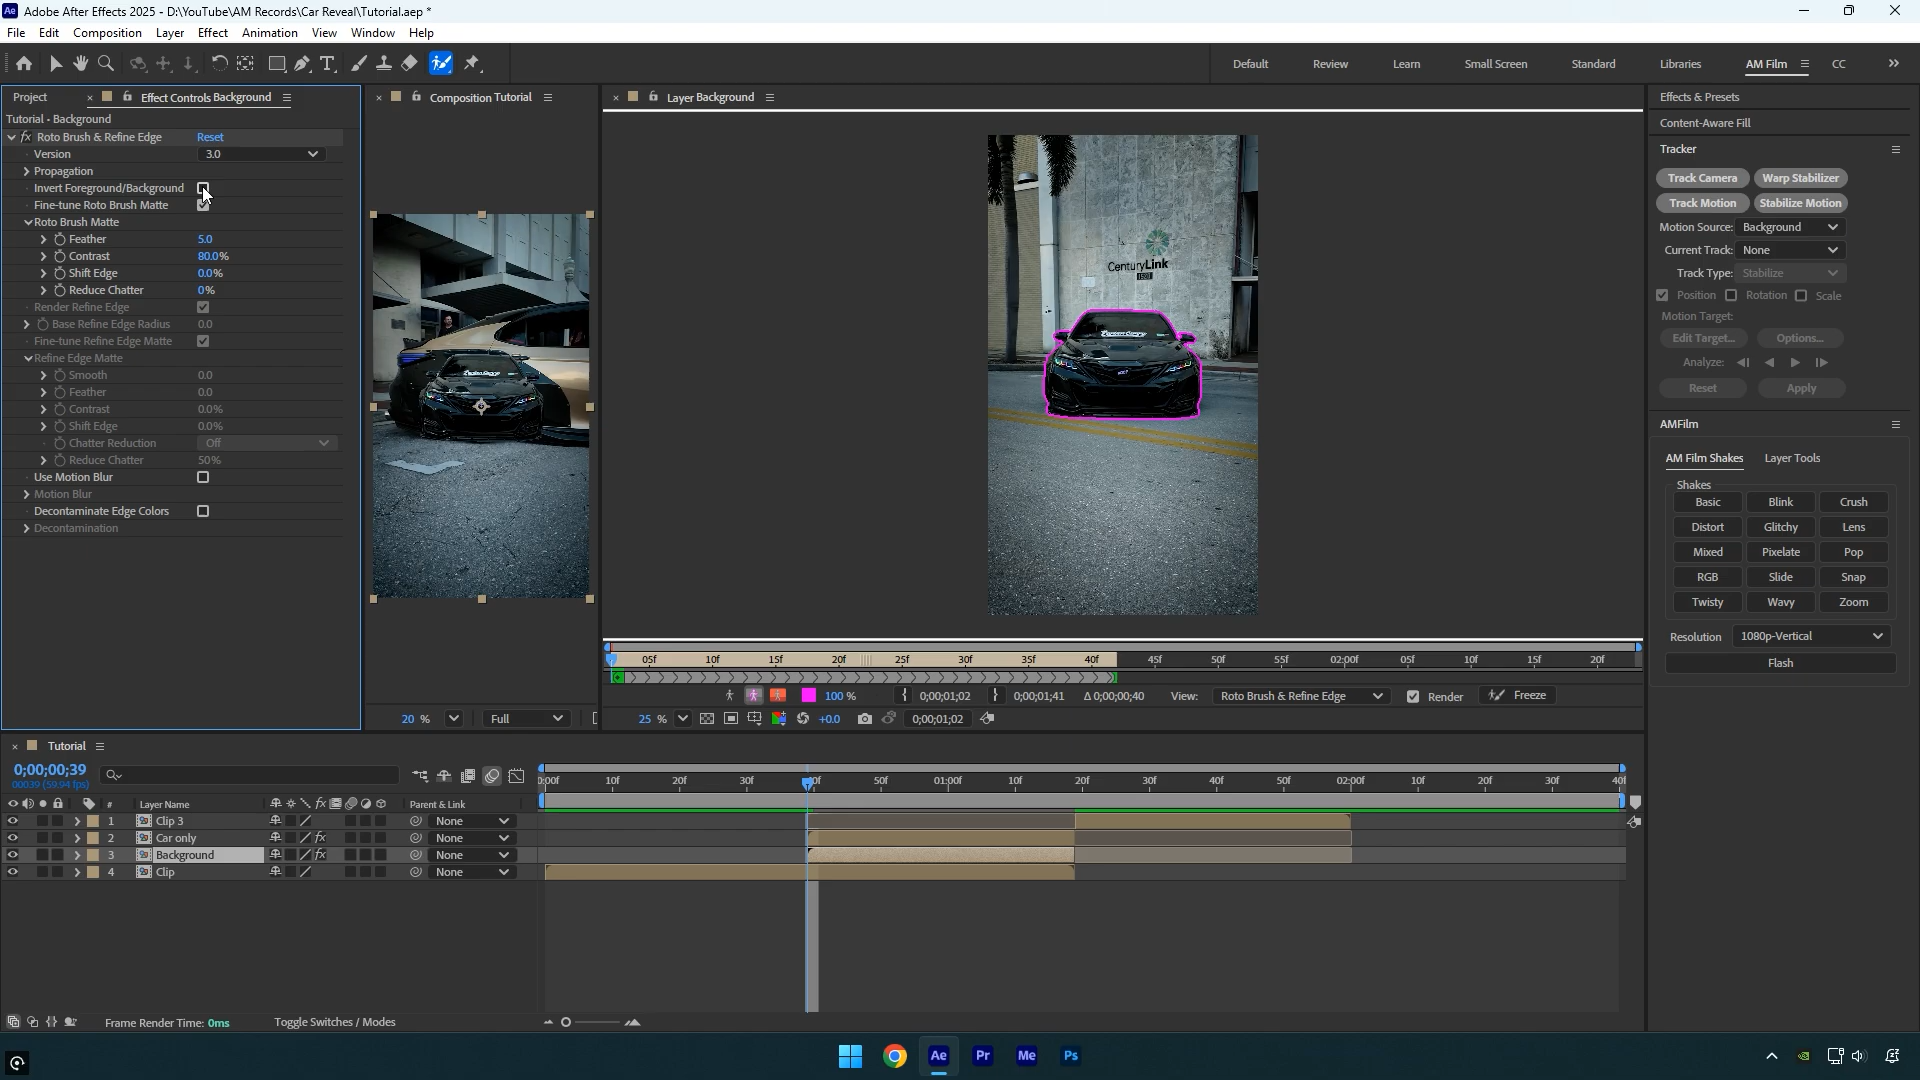 Adobe After Effects 2025 - D:\YouTube\AM Records\Car Reveal\Tutorial.aep *
File Edit Composition Layer Effect Animation View Window Help
Default Review Learn Small Screen Standard Libraries AM Film CC
Project Effect Controls Background
Tutorial - Background
Roto Brush & Refine Edge Reset
Version 3.0
Propagation
Invert Foreground/Background
Fine-tune Roto Brush Matte
Roto Brush Matte
Feather 5.0
Contrast 80.0%
Shift Edge 0.0%
Reduce Chatter 0%
Render Refine Edge
Base Refine Edge Radius 0.0
Fine-tune Refine Edge Matte
Refine Edge Matte
Smooth 0.0
Feather 0.0
Contrast 0.0%
Shift Edge 0.0%
Chatter Reduction Off
Reduce Chatter 50%
Use Motion Blur
Motion Blur
Decontaminate Edge Colors
Decontamination
Composition Tutorial
20 % Full
Layer Background
CenturyLink
05f 10f 15f 20f 25f 30f 35f 40f 45f 50f 55f 02:00f 05f 10f 15f 20f
100 % 0;00;01;02 0;00;01;41 Δ 0;00;00;40 View: Roto Brush & Refine Edge Render Freeze
25 % +0.0 0;00;01;02
Effects & Presets
Content-Aware Fill
Tracker
Track Camera Warp Stabilizer
Track Motion Stabilize Motion
Motion Source: Background
Current Track: None
Track Type: Stabilize
Position Rotation Scale
Motion Target:
Edit Target... Options...
Analyze:
Reset Apply
AMFilm
AM Film Shakes Layer Tools
Shakes
Basic Blink Crush
Distort Glitchy Lens
Mixed Pixelate Pop
RGB Slide Snap
Twisty Wavy Zoom
Resolution 1080p-Vertical
Flash
Tutorial
0;00;00;39
00039 (59.94 fps)
:00f 10f 20f 30f 50f 01:00f 10f 20f 30f 40f 50f 02:00f 10f 20f 30f
# Layer Name Parent & Link
1 Clip 3 None
2 Car only None
3 Background None
4 Clip None
Frame Render Time: 0ms Toggle Switches / Modes
Ae Pr Me Ps